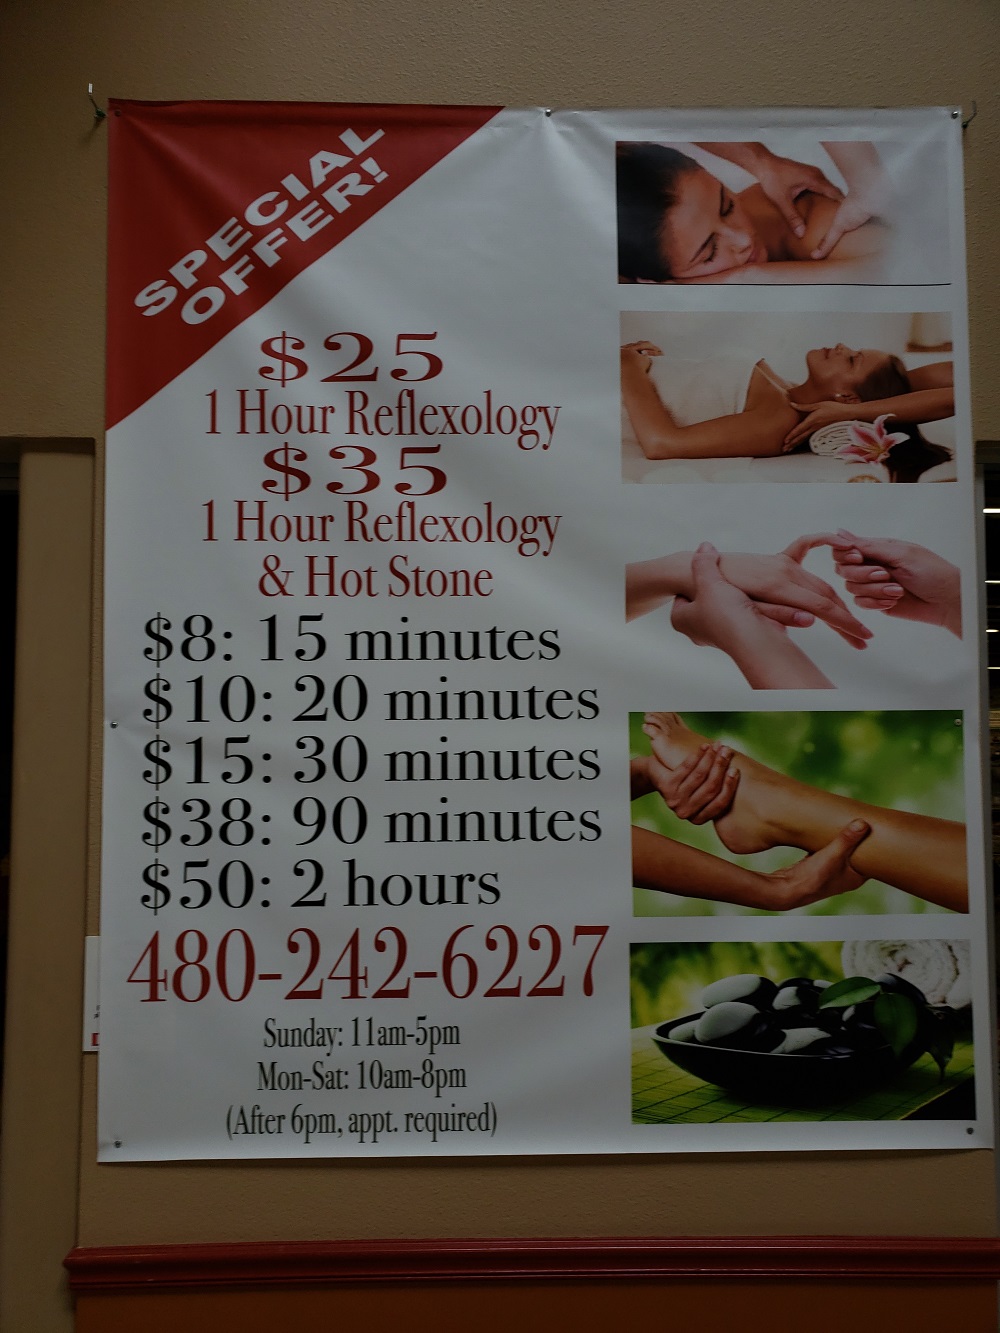 SPECIAL
OFFER!
$25
1 Hour Reflexology
$35
1 Hour Reflexology
& Hot Stone
$8: 15 minutes
$10: 20 minutes
$15: 30 minutes
$38: 90 minutes
$50: 2 hours
480-242-6227
Sunday: 11am-5pm
Mon-Sat: 10am-8pm
(After 6pm, appt. required)